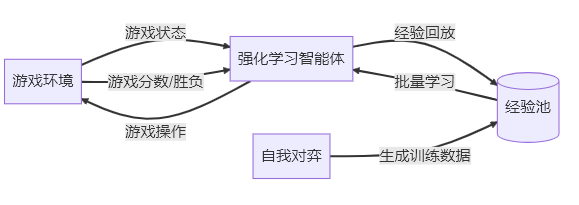 游戏状态
经验回放
强化学习智能体
游戏环境
游戏分数/胜负
批量学习
经验池
游戏操作
自我对弈
生成训练数据